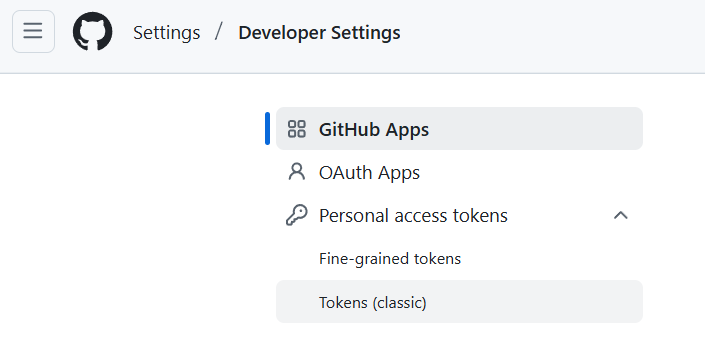 Settings / Developer Settings
GitHub Apps
OAuth Apps
Personal access tokens
Fine-grained tokens
Tokens (classic)